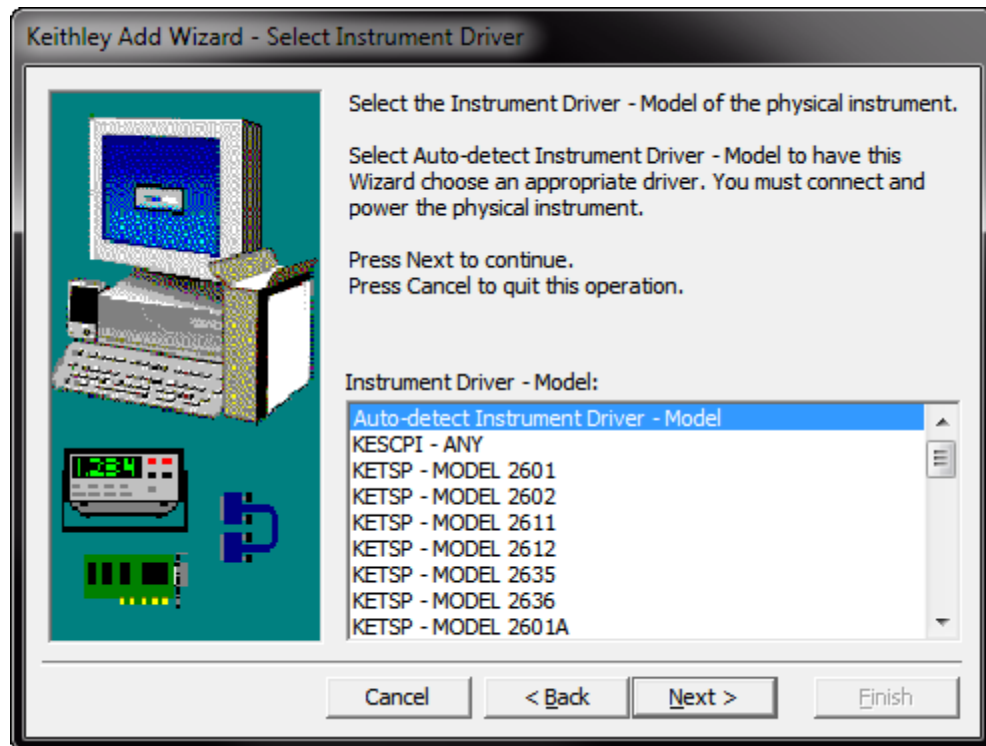 Keithley Add Wizard - Select Instrument Driver
Select the Instrument Driver - Model of the physical instrument.
Select Auto-detect Instrument Driver - Model to have this
Wizard choose an appropriate driver. You must connect and
power the physical instrument.
Press Next to continue.
Press Cancel to quit this operation.
1.234
Instrument Driver - Model:
Auto-detect Instrument Driver - Model
KESCPI - ANY
KETSP - MODEL 2601
KETSP - MODEL 2602
KETSP - MODEL 2611
KETSP - MODEL 2612
KETSP - MODEL 2635
KETSP - MODEL 2636
KETSP - MODEL 2601A
Cancel
< Back
Next >
Finish